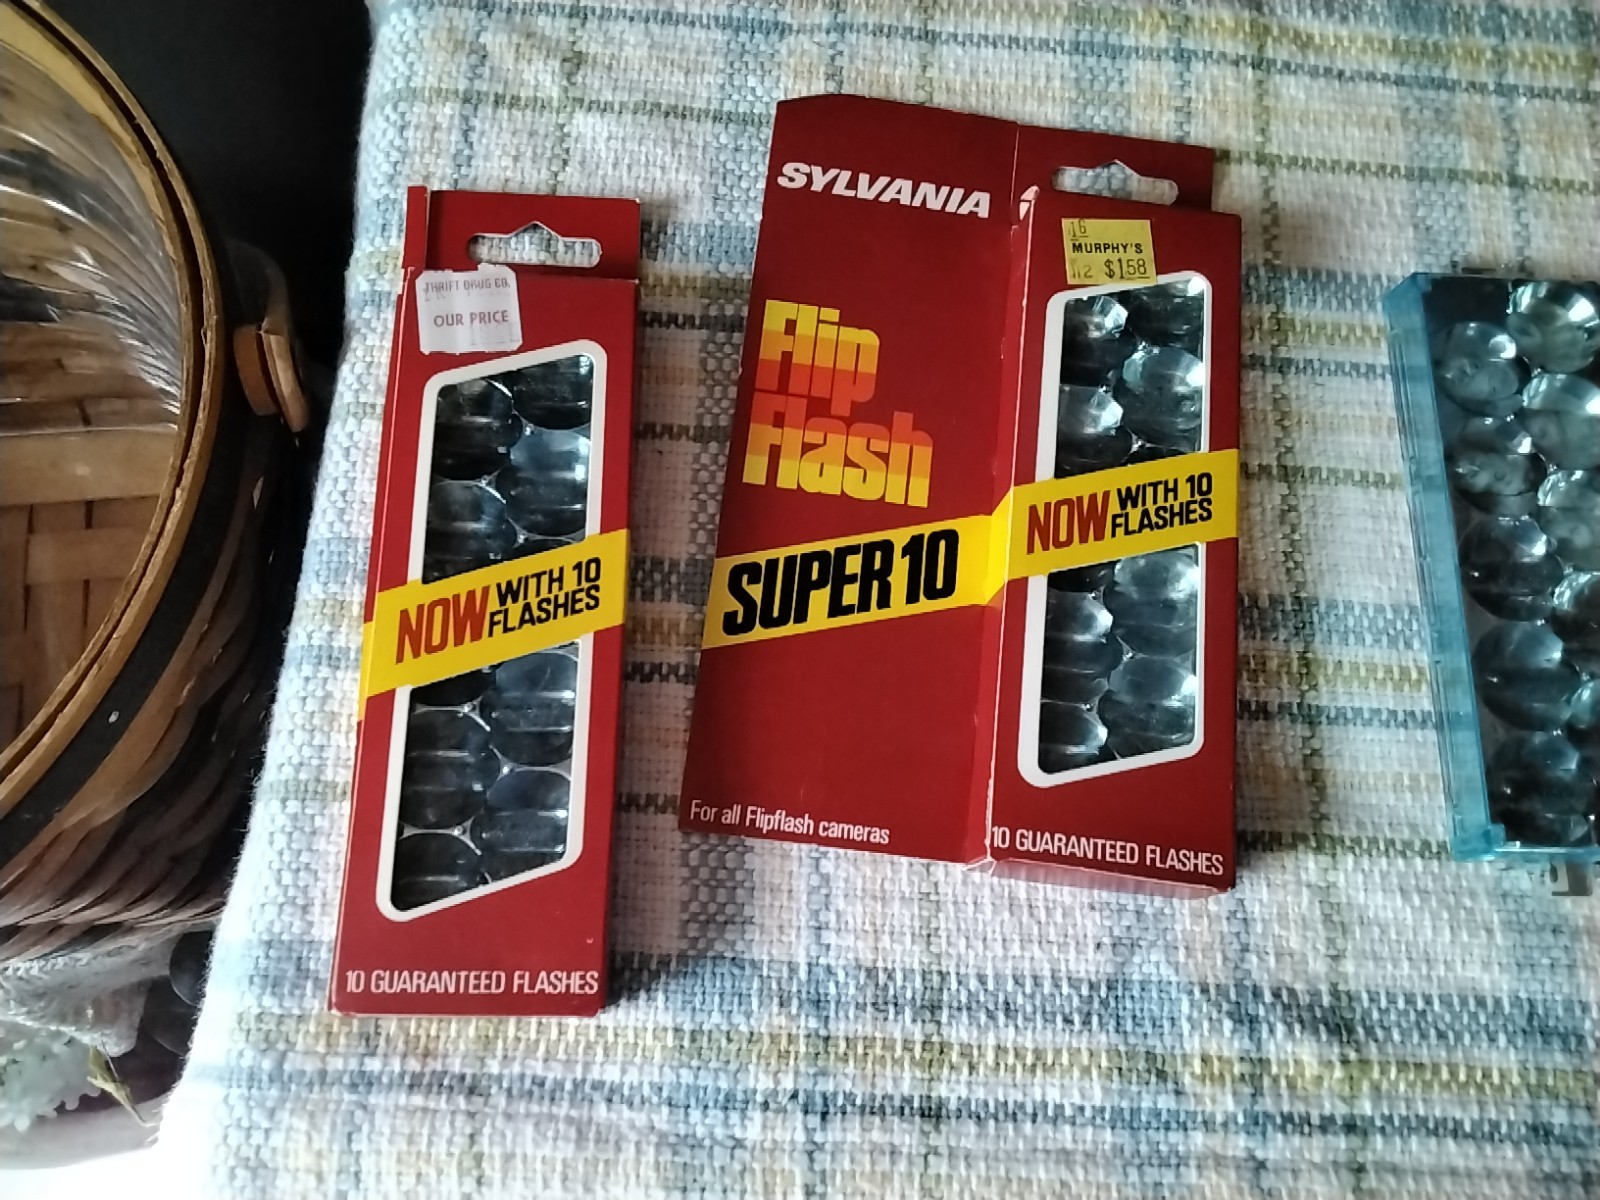 THRIFT DRUG CO.
OUR PRICE
NOW WITH 10
FLASHES
10 GUARANTEED FLASHES
SYLVANIA
Flip
Flash
SUPER 10
For all Flipflash cameras
16
MURPHY'S
$1.58
NOW WITH 10
FLASHES
10 GUARANTEED FLASHES